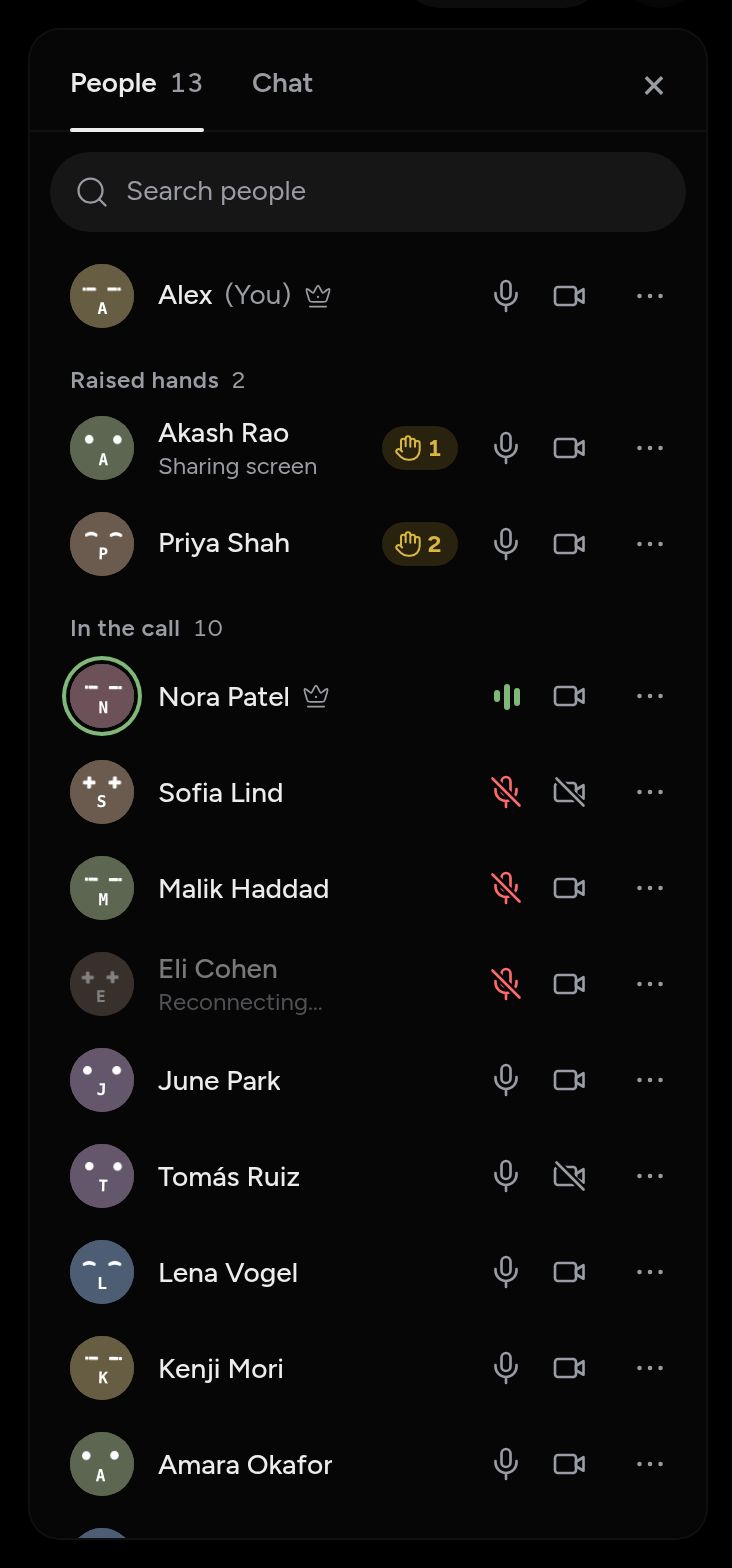 People 13 Chat
Search people
A
Alex (You)
Raised hands 2
A
Akash Rao
Sharing screen
1
P
Priya Shah
2
In the call 10
N
Nora Patel
S
Sofia Lind
M
Malik Haddad
E
Eli Cohen
Reconnecting...
J
June Park
T
Tomás Ruiz
L
Lena Vogel
K
Kenji Mori
A
Amara Okafor